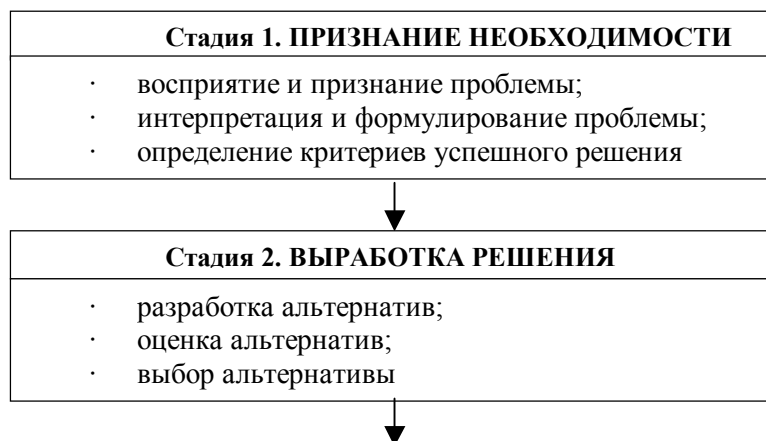 Стадия 1. ПРИЗНАНИЕ НЕОБХОДИМОСТИ
· восприятие и признание проблемы;
· интерпретация и формулирование проблемы;
· определение критериев успешного решения
Стадия 2. ВЫРАБОТКА РЕШЕНИЯ
· разработка альтернатив;
· оценка альтернатив;
· выбор альтернативы